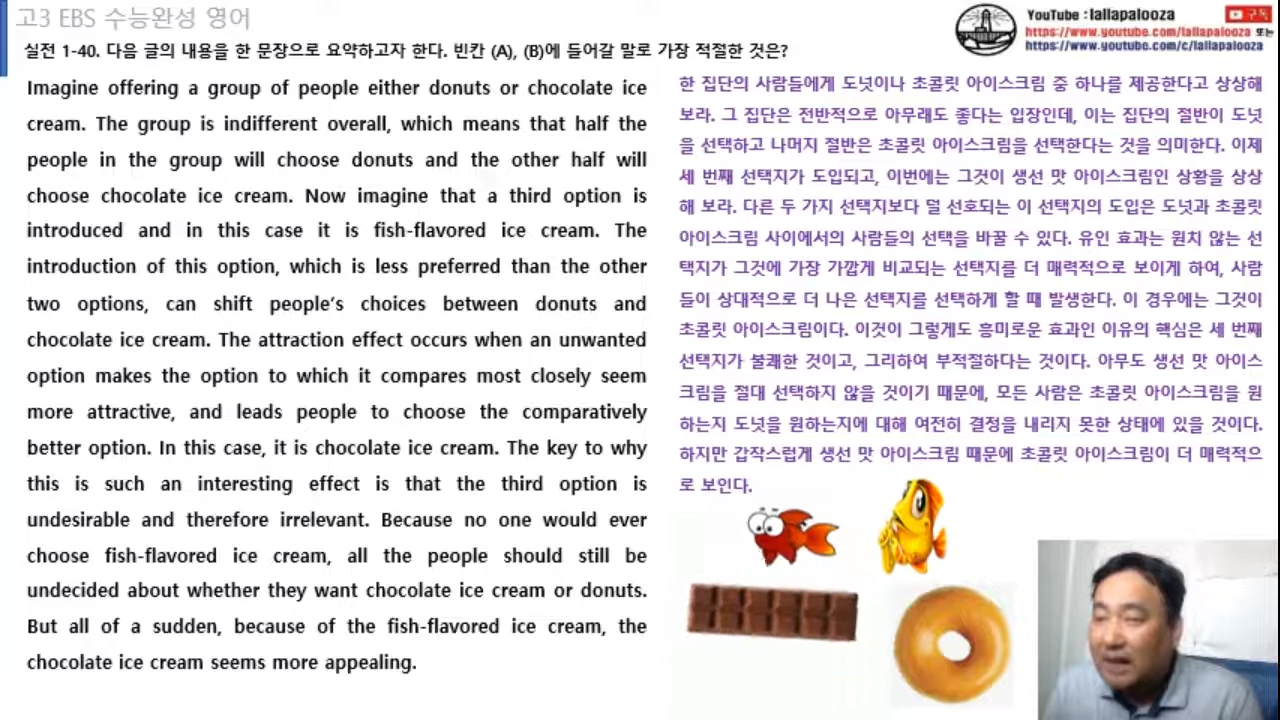 고3 EBS 수능완성 영어
YouTube : lallapalooza
구독
https://www.youtube.com/lallapalooza 또는
https://www.youtube.com/c/lallapalooza
실전 1-40. 다음 글의 내용을 한 문장으로 요약하고자 한다. 빈칸 (A), (B)에 들어갈 말로 가장 적절한 것은?
Imagine offering a group of people either donuts or chocolate ice
cream. The group is indifferent overall, which means that half the
people in the group will choose donuts and the other half will
choose chocolate ice cream. Now imagine that a third option is
introduced and in this case it is fish-flavored ice cream. The
introduction of this option, which is less preferred than the other
two options, can shift people's choices between donuts and
chocolate ice cream. The attraction effect occurs when an unwanted
option makes the option to which it compares most closely seem
more attractive, and leads people to choose the comparatively
better option. In this case, it is chocolate ice cream. The key to why
this is such an interesting effect is that the third option is
undesirable and therefore irrelevant. Because no one would ever
choose fish-flavored ice cream, all the people should still be
undecided about whether they want chocolate ice cream or donuts.
But all of a sudden, because of the fish-flavored ice cream, the
chocolate ice cream seems more appealing.
한 집단의 사람들에게 도넛이나 초콜릿 아이스크림 중 하나를 제공한다고 상상해
보라. 그 집단은 전반적으로 아무래도 좋다는 입장인데, 이는 집단의 절반이 도넛
을 선택하고 나머지 절반은 초콜릿 아이스크림을 선택한다는 것을 의미한다. 이제
세 번째 선택지가 도입되고, 이번에는 그것이 생선 맛 아이스크림인 상황을 상상
해 보라. 다른 두 가지 선택지보다 덜 선호되는 이 선택지의 도입은 도넛과 초콜릿
아이스크림 사이에서의 사람들의 선택을 바꿀 수 있다. 유인 효과는 원치 않는 선
택지가 그것에 가장 가깝게 비교되는 선택지를 더 매력적으로 보이게 하여, 사람
들이 상대적으로 더 나은 선택지를 선택하게 할 때 발생한다. 이 경우에는 그것이
초콜릿 아이스크림이다. 이것이 그렇게도 흥미로운 효과인 이유의 핵심은 세 번째
선택지가 불쾌한 것이고, 그리하여 부적절하다는 것이다. 아무도 생선 맛 아이스
크림을 절대 선택하지 않을 것이기 때문에, 모든 사람은 초콜릿 아이스크림을 원
하는지 도넛을 원하는지에 대해 여전히 결정을 내리지 못한 상태에 있을 것이다.
하지만 갑작스럽게 생선 맛 아이스크림 때문에 초콜릿 아이스크림이 더 매력적으
로 보인다.